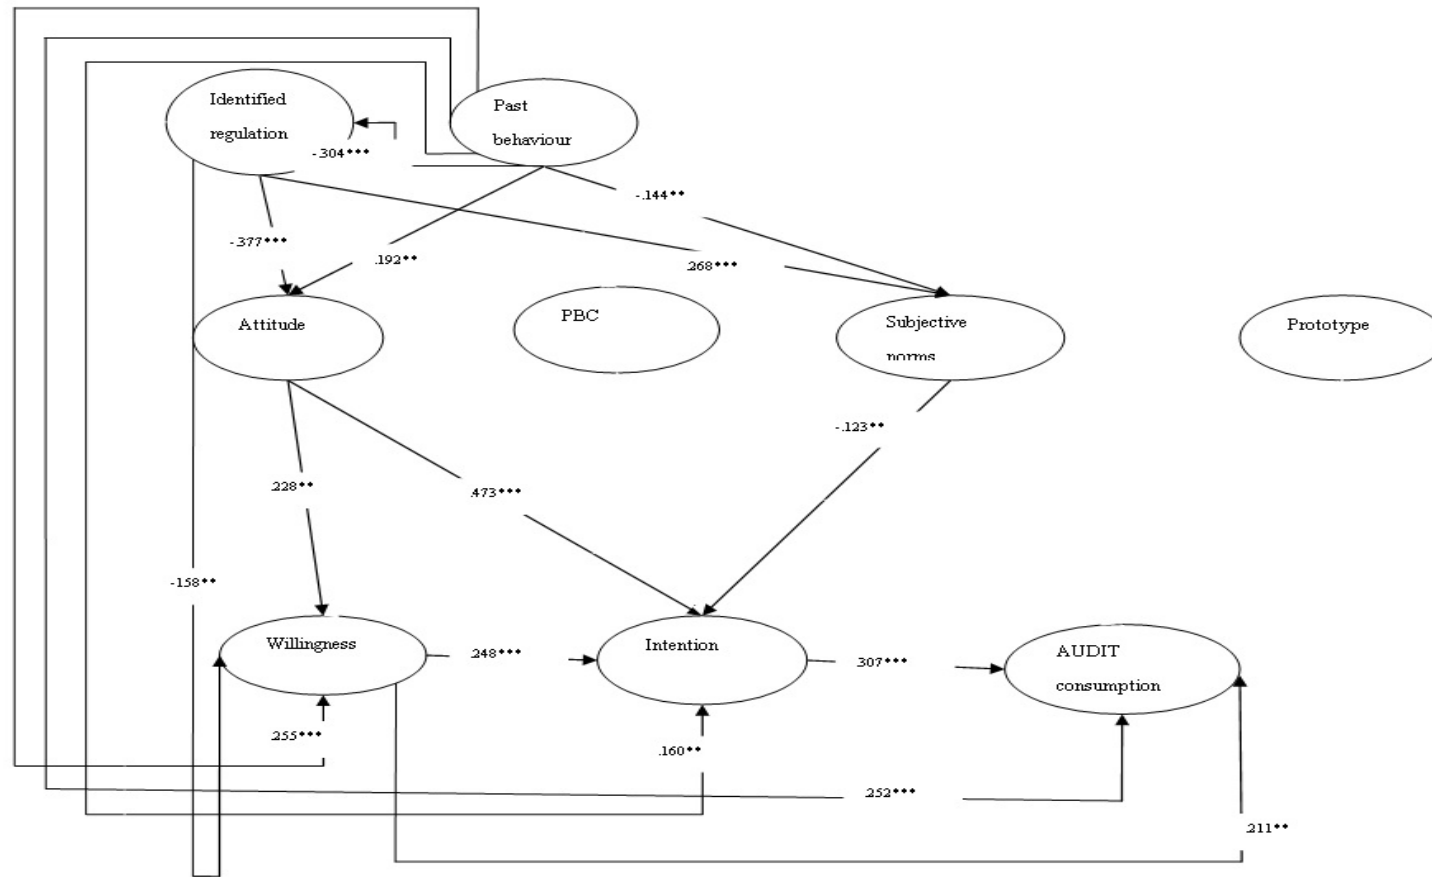 Identified
regulation
Past
behaviour
-.304***
-.144**
-.377***
.192**
.268***
Attitude
PBC
Subjective
norms
Prototype
-.123**
.228**
.473***
-.158**
Willingness
.248***
Intention
.307***
AUDIT
consumption
.255***
.160**
.252***
.211**